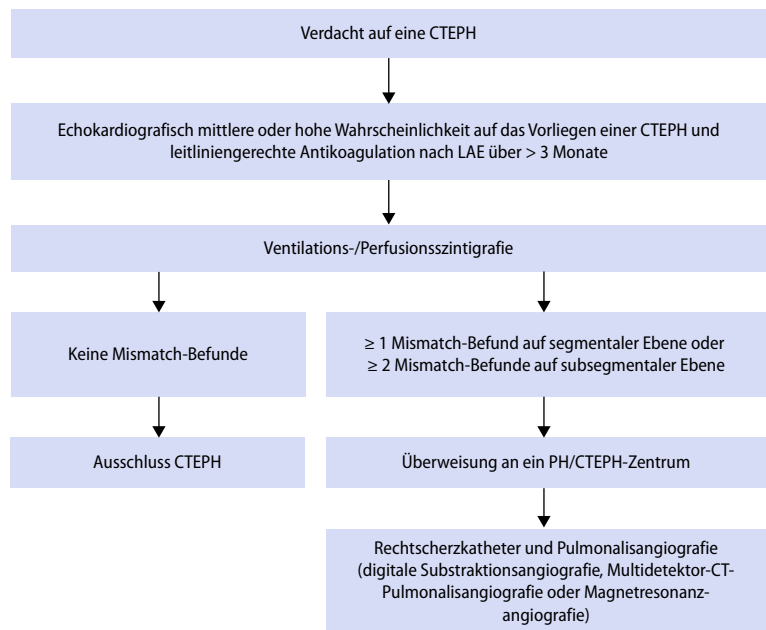 Verdacht auf eine CTEPH
Echokardiografisch mittlere oder hohe Wahrscheinlichkeit auf das Vorliegen einer CTEPH und
leitliniengerechte Antikoagulation nach LAE über > 3 Monate
Ventilations-/Perfusionsszintigrafie
Keine Mismatch-Befunde
≥ 1 Mismatch-Befund auf segmentaler Ebene oder
≥ 2 Mismatch-Befunde auf subsegmentaler Ebene
Ausschluss CTEPH
Überweisung an ein PH/CTEPH-Zentrum
Rechtscherzkatheter und Pulmonalisangiografie
(digitale Substraktionsangiografie, Multidetektor-CT-
Pulmonalisangiografie oder Magnetresonanz-
angiografie)